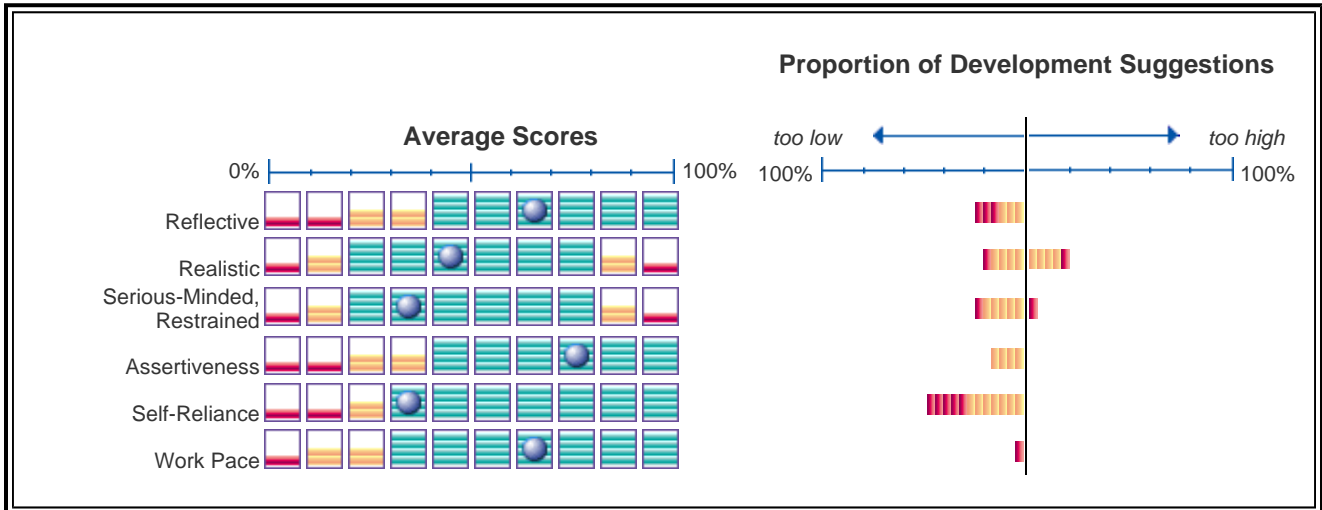 Proportion of Development Suggestions
Average Scores
too low
too high
0%
100%
100%
100%
Reflective
Realistic
Serious-Minded,
Restrained
Assertiveness
Self-Reliance
Work Pace